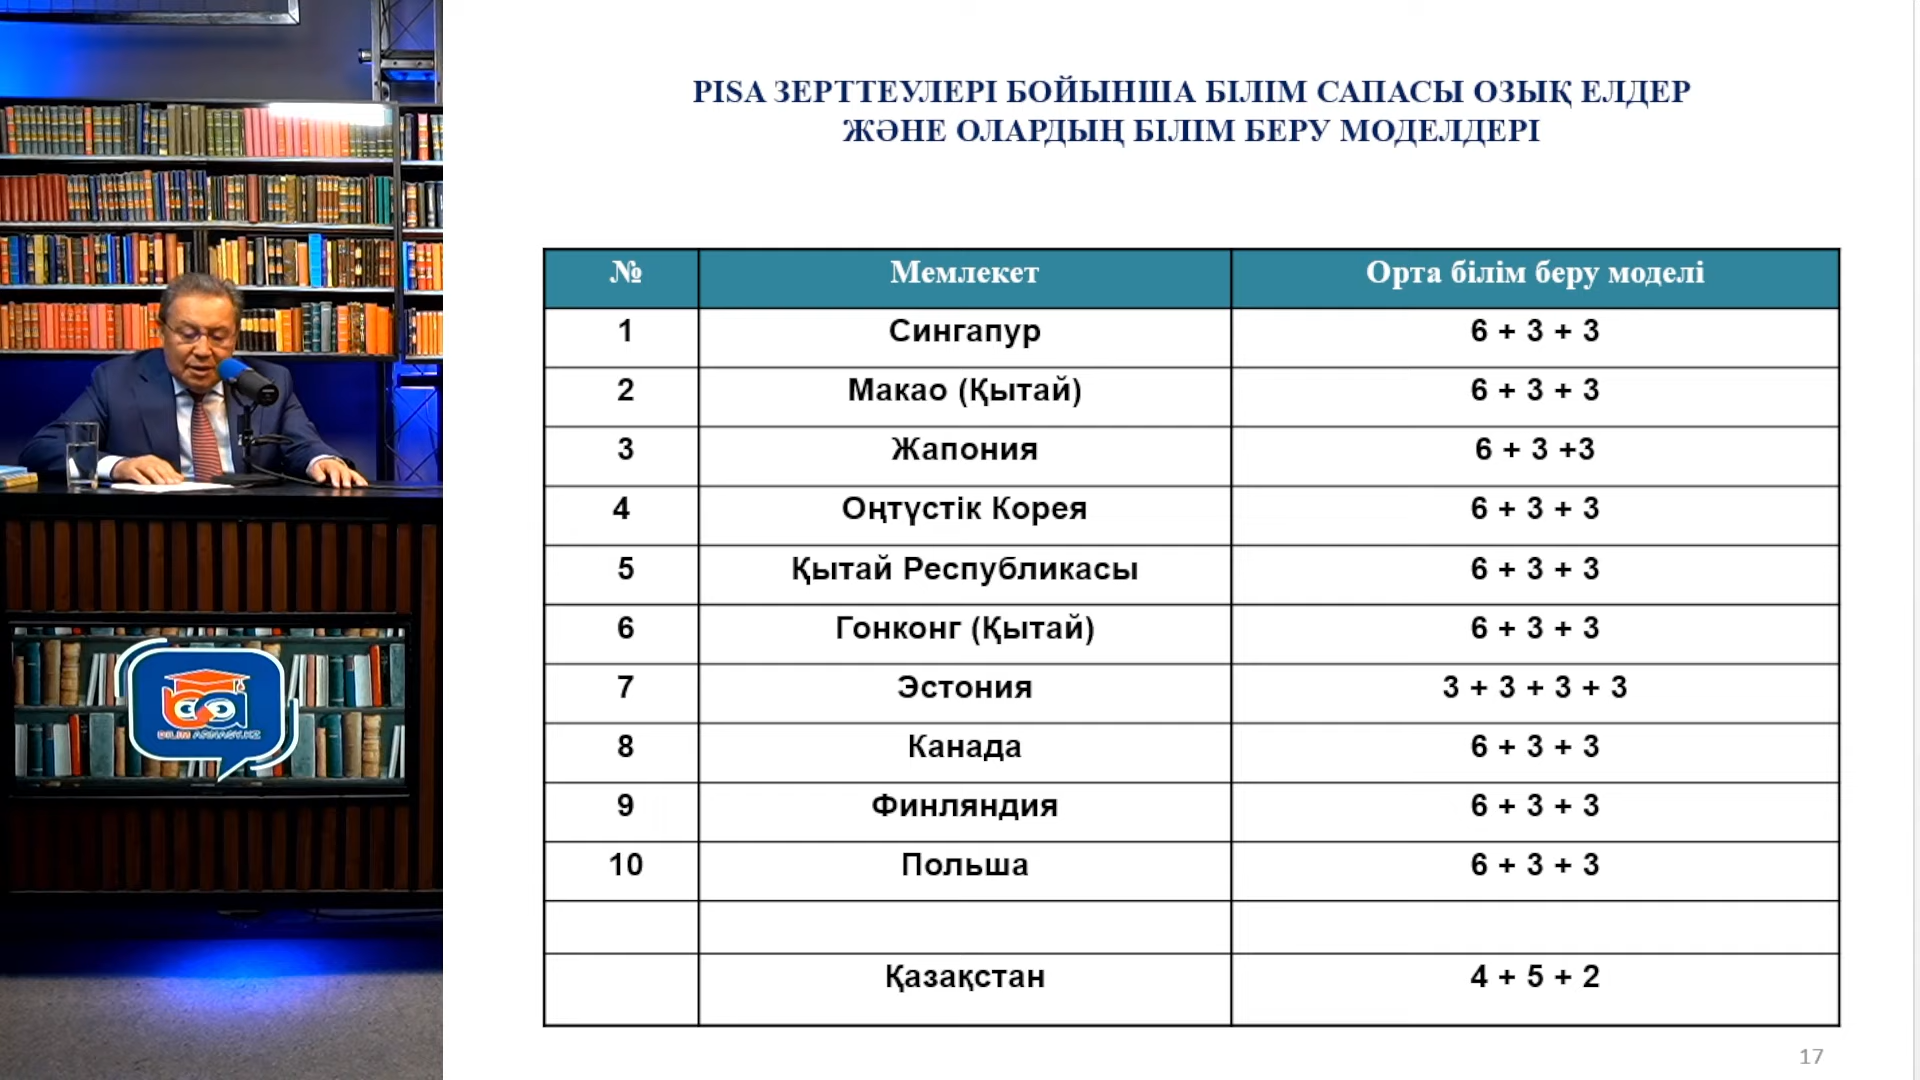 PISA ЗЕРТТЕУЛЕРІ БОЙЫНША БІЛІМ САПАСЫ ОЗЫҚ ЕЛДЕР
ЖӘНЕ ОЛАРДЫҢ БІЛІМ БЕРУ МОДЕЛДЕРІ
№ Мемлекет Орта білім беру моделі
1 Сингапур 6 + 3 + 3
2 Макао (Қытай) 6 + 3 + 3
3 Жапония 6 + 3 +3
4 Оңтүстік Корея 6 + 3 + 3
5 Қытай Республикасы 6 + 3 + 3
6 Гонконг (Қытай) 6 + 3 + 3
7 Эстония 3 + 3 + 3 + 3
8 Канада 6 + 3 + 3
9 Финляндия 6 + 3 + 3
10 Польша 6 + 3 + 3
Қазақстан 4 + 5 + 2
17
BILIM ARNASY.KZ